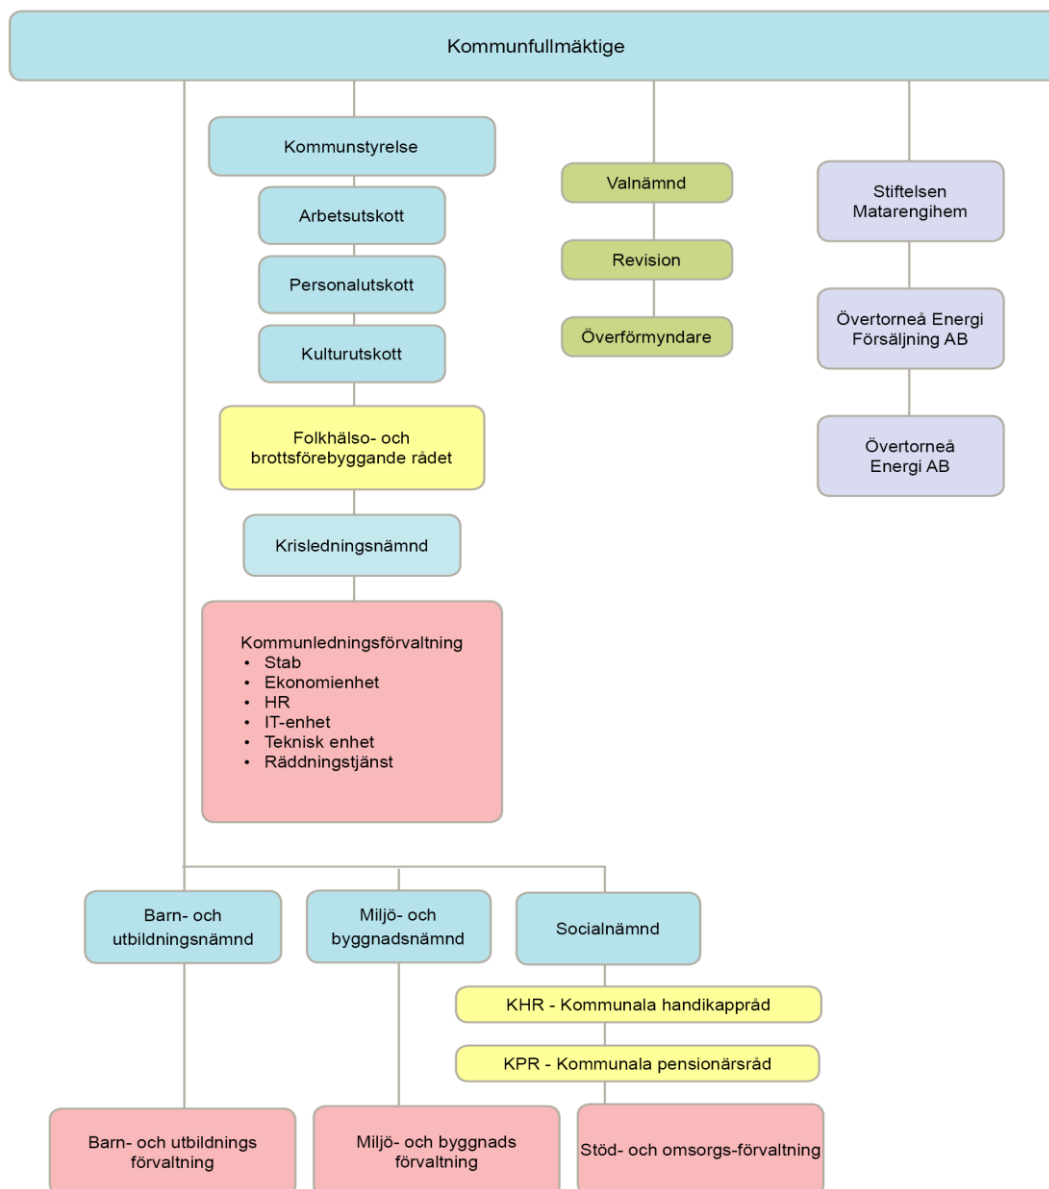 Kommunfullmäktige
Kommunstyrelse
Arbetsutskott
Personalutskott
Kulturutskott
Folkhälso- och
brottsförebyggande rådet
Krisledningsnämnd
Kommunledningsförvaltning
• Stab
• Ekonomienhet
• HR
• IT-enhet
• Teknisk enhet
• Räddningstjänst
Valnämnd
Revision
Överförmyndare
Stiftelsen
Matarengihem
Övertorneå Energi
Försäljning AB
Övertorneå
Energi AB
Barn- och
utbildningsnämnd
Miljö- och
byggnadsnämnd
Socialnämnd
KHR - Kommunala handikappråd
KPR - Kommunala pensionärsråd
Barn- och utbildnings
förvaltning
Miljö- och byggnads
förvaltning
Stöd- och omsorgs-förvaltning